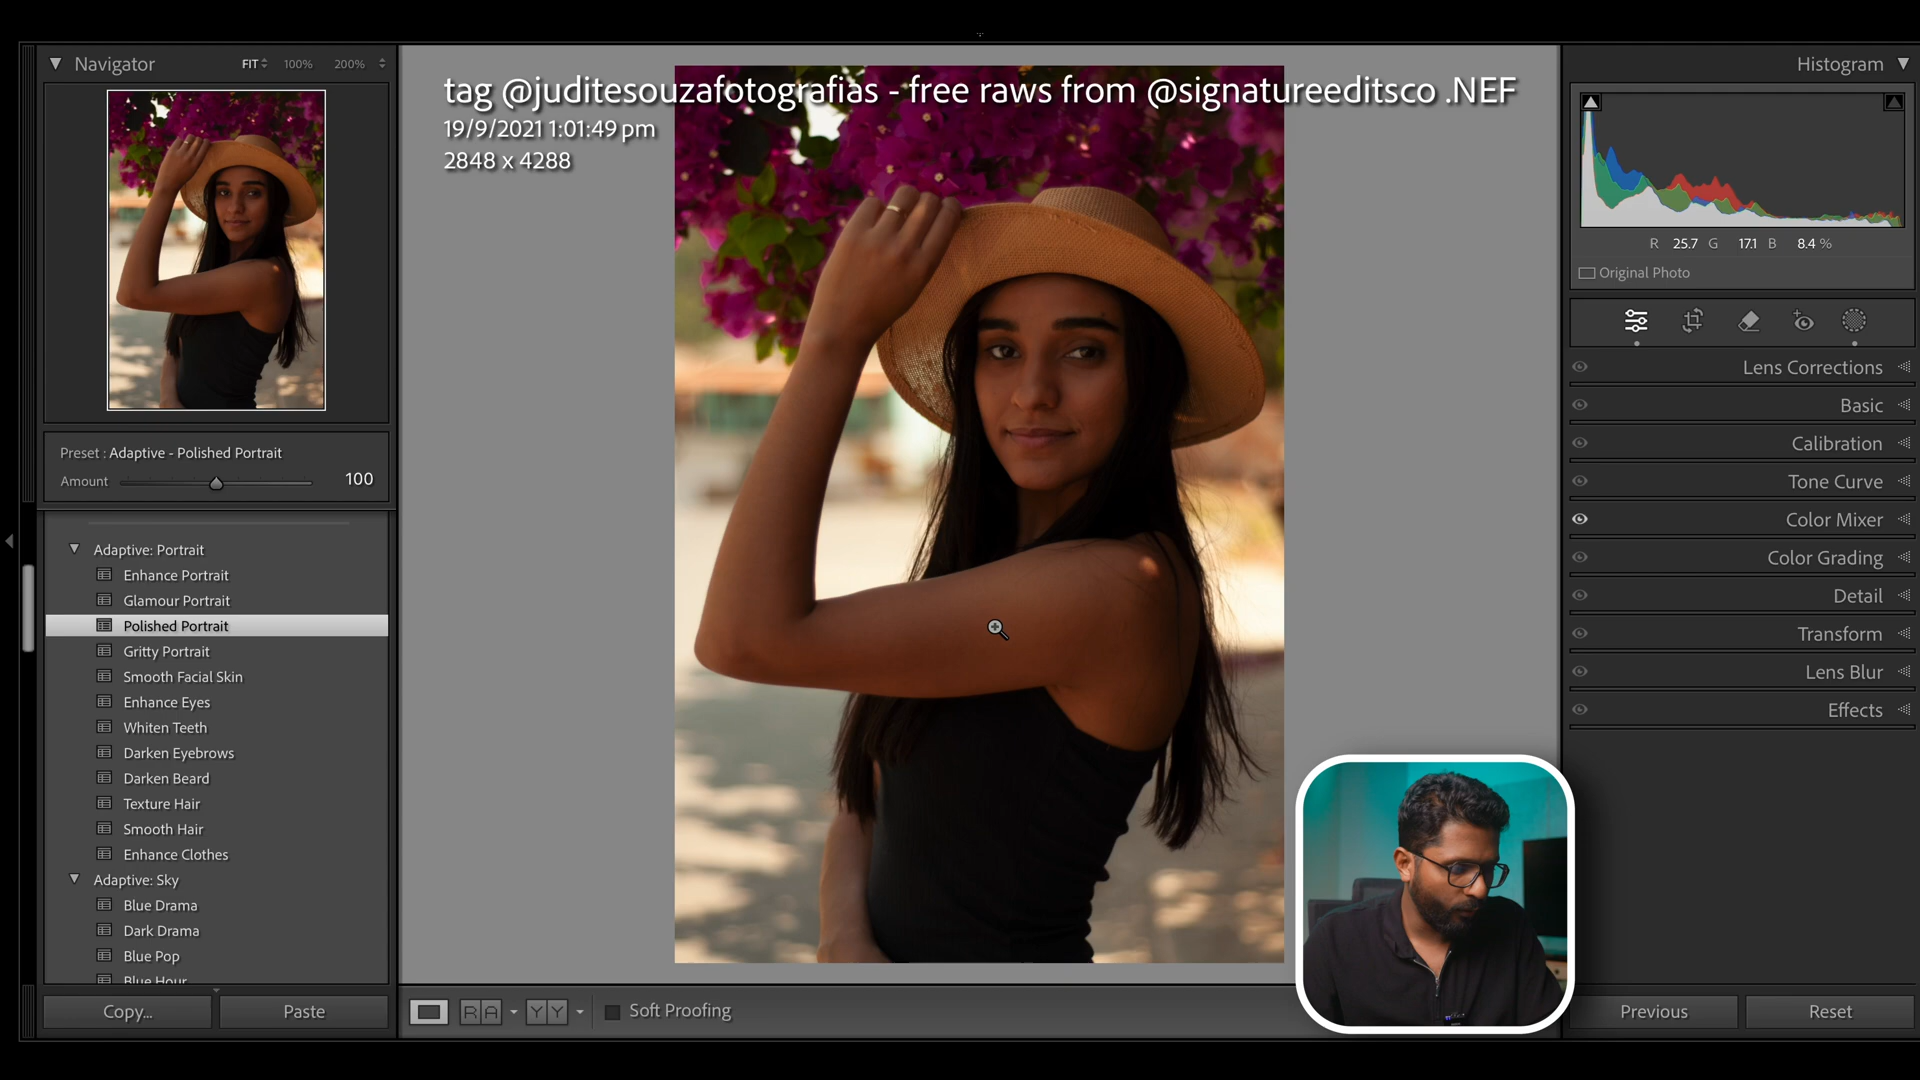 Navigator
FIT 100% 200%
tag @juditesouzafotografias - free raws from @signatureeditsco .NEF
19/9/2021 1:01:49 pm
2848 x 4288
Histogram
R 25.7 G 17.1 B 8.4 %
Original Photo
Preset : Adaptive - Polished Portrait
Amount 100
Adaptive: Portrait
Enhance Portrait
Glamour Portrait
Polished Portrait
Gritty Portrait
Smooth Facial Skin
Enhance Eyes
Whiten Teeth
Darken Eyebrows
Darken Beard
Texture Hair
Smooth Hair
Enhance Clothes
Adaptive: Sky
Blue Drama
Dark Drama
Blue Pop
Blue Hour
Copy... Paste
R A Y Y Soft Proofing
Lens Corrections
Basic
Calibration
Tone Curve
Color Mixer
Color Grading
Detail
Transform
Lens Blur
Effects
Previous Reset